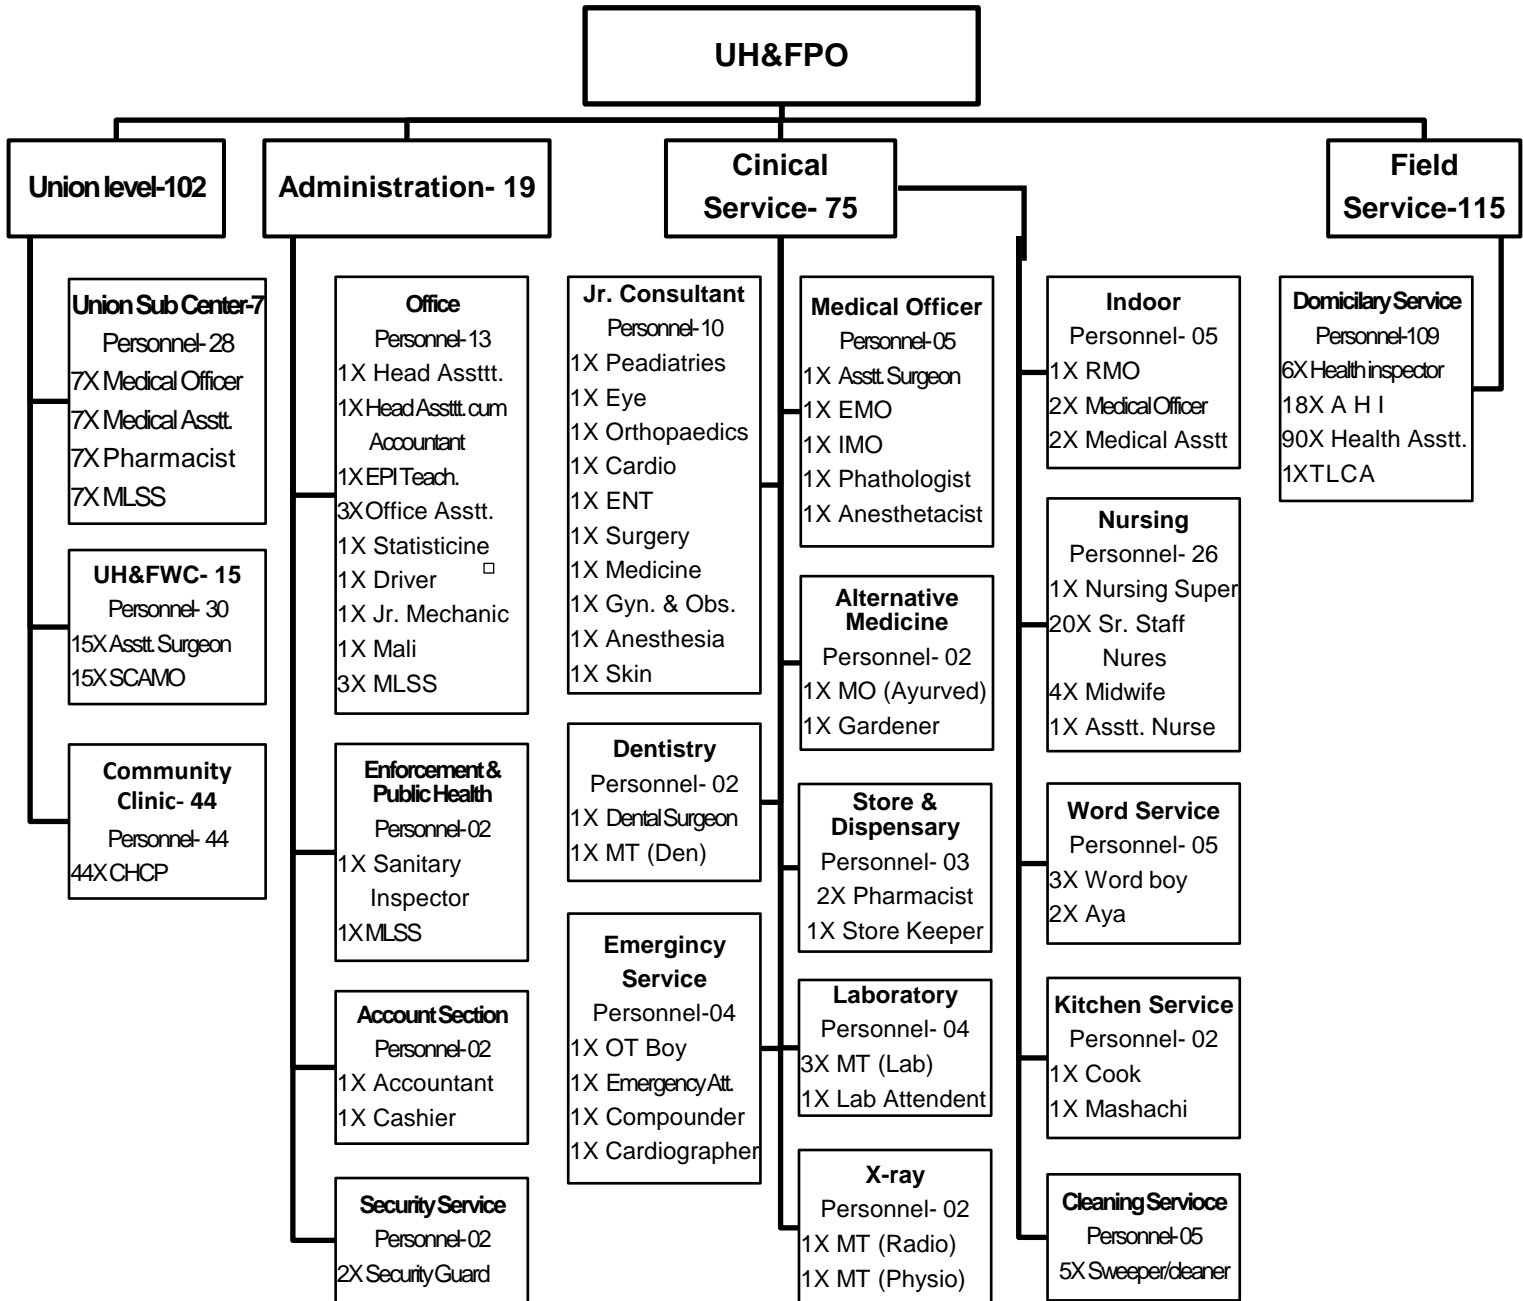 UH&FPO
Union level-102
Administration- 19
Cinical
Service- 75
Field
Service-115
Union Sub Center-7
Personnel- 28
7X Medical Officer
7X Medical Asstt.
7X Pharmacist
7X MLSS
UH&FWC- 15
Personnel- 30
15X Asstt. Surgeon
15X SCAMO
Community
Clinic- 44
Personnel- 44
44X CHCP
Office
Personnel- 13
1X Head Assttt.
1X Head Assttt. cum
Accountant
1X EPI Teach.
3X Office Asstt.
1X Statisticine
1X Driver
1X Jr. Mechanic
1X Mali
3X MLSS
Enforcement &
Public Health
Personnel- 02
1X Sanitary
Inspector
1X MLSS
Account Section
Personnel- 02
1X Accountant
1X Cashier
Security Service
Personnel- 02
2X Security Guard
Jr. Consultant
Personnel- 10
1X Peadiatries
1X Eye
1X Orthopaedics
1X Cardio
1X ENT
1X Surgery
1X Medicine
1X Gyn. & Obs.
1X Anesthesia
1X Skin
Dentistry
Personnel- 02
1X Dental Surgeon
1X MT (Den)
Emergincy
Service
Personnel-04
1X OT Boy
1X Emergency Att.
1X Compounder
1X Cardiographer
Medical Officer
Personnel- 05
1X Asstt. Surgeon
1X EMO
1X IMO
1X Phathologist
1X Anesthetacist
Alternative
Medicine
Personnel- 02
1X MO (Ayurved)
1X Gardener
Store &
Dispensary
Personnel- 03
2X Pharmacist
1X Store Keeper
Laboratory
Personnel- 04
3X MT (Lab)
1X Lab Attendent
X-ray
Personnel- 02
1X MT (Radio)
1X MT (Physio)
Indoor
Personnel- 05
1X RMO
2X Medical Officer
2X Medical Asstt
Nursing
Personnel- 26
1X Nursing Super
20X Sr. Staff
Nures
4X Midwife
1X Asstt. Nurse
Word Service
Personnel- 05
3X Word boy
2X Aya
Kitchen Service
Personnel- 02
1X Cook
1X Mashachi
Cleaning Servioce
Personnel- 05
5X Sweeper/cleaner
Domicilary Service
Personnel- 109
6X Health inspector
18X A H I
90X Health Asstt.
1X TLCA